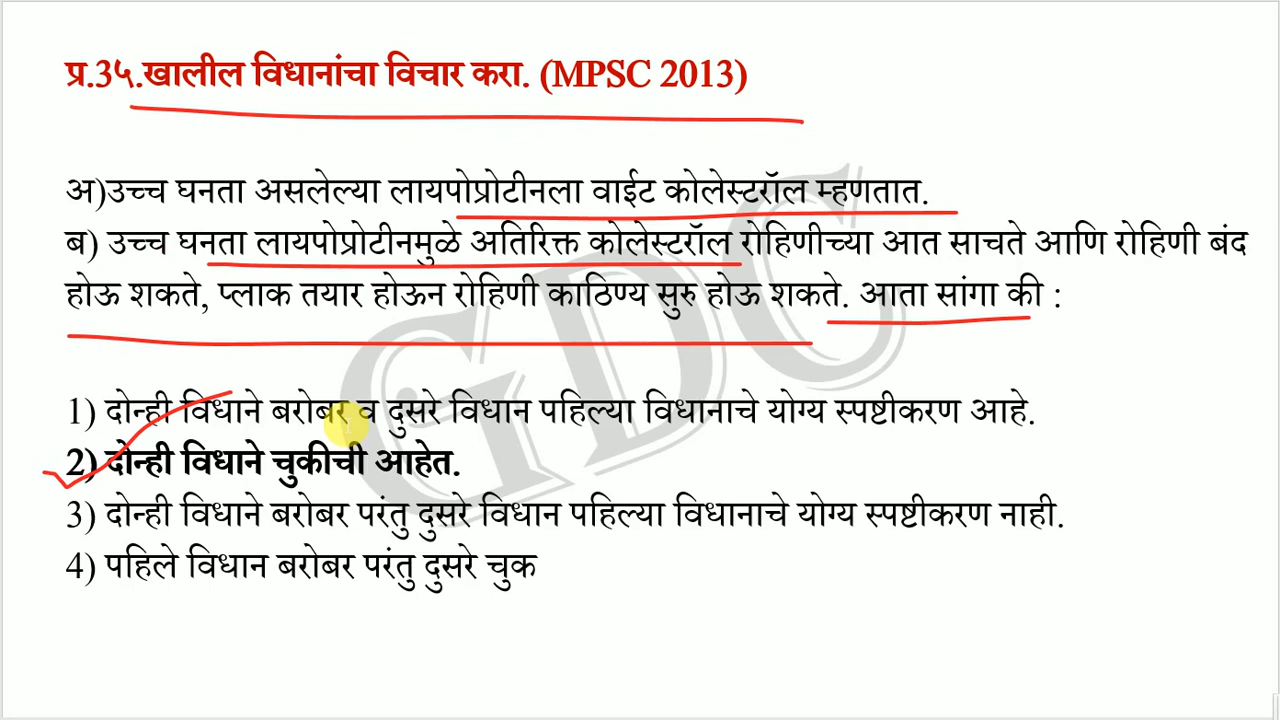 प्र.3५.खालील विधानांचा विचार करा. (MPSC 2013)
अ)उच्च घनता असलेल्या लायपोप्रोटीनला वाईट कोलेस्टरॉल म्हणतात.
ब) उच्च घनता लायपोप्रोटीनमुळे अतिरिक्त कोलेस्टरॉल रोहिणीच्या आत साचते आणि रोहिणी बंद
होऊ शकते, प्लाक तयार होऊन रोहिणी काठिण्य सुरु होऊ शकते. आता सांगा की :
1) दोन्ही विधाने बरोबर व दुसरे विधान पहिल्या विधानाचे योग्य स्पष्टीकरण आहे.
2) दोन्ही विधाने चुकीची आहेत.
3) दोन्ही विधाने बरोबर परंतु दुसरे विधान पहिल्या विधानाचे योग्य स्पष्टीकरण नाही.
4) पहिले विधान बरोबर परंतु दुसरे चुक
GDC